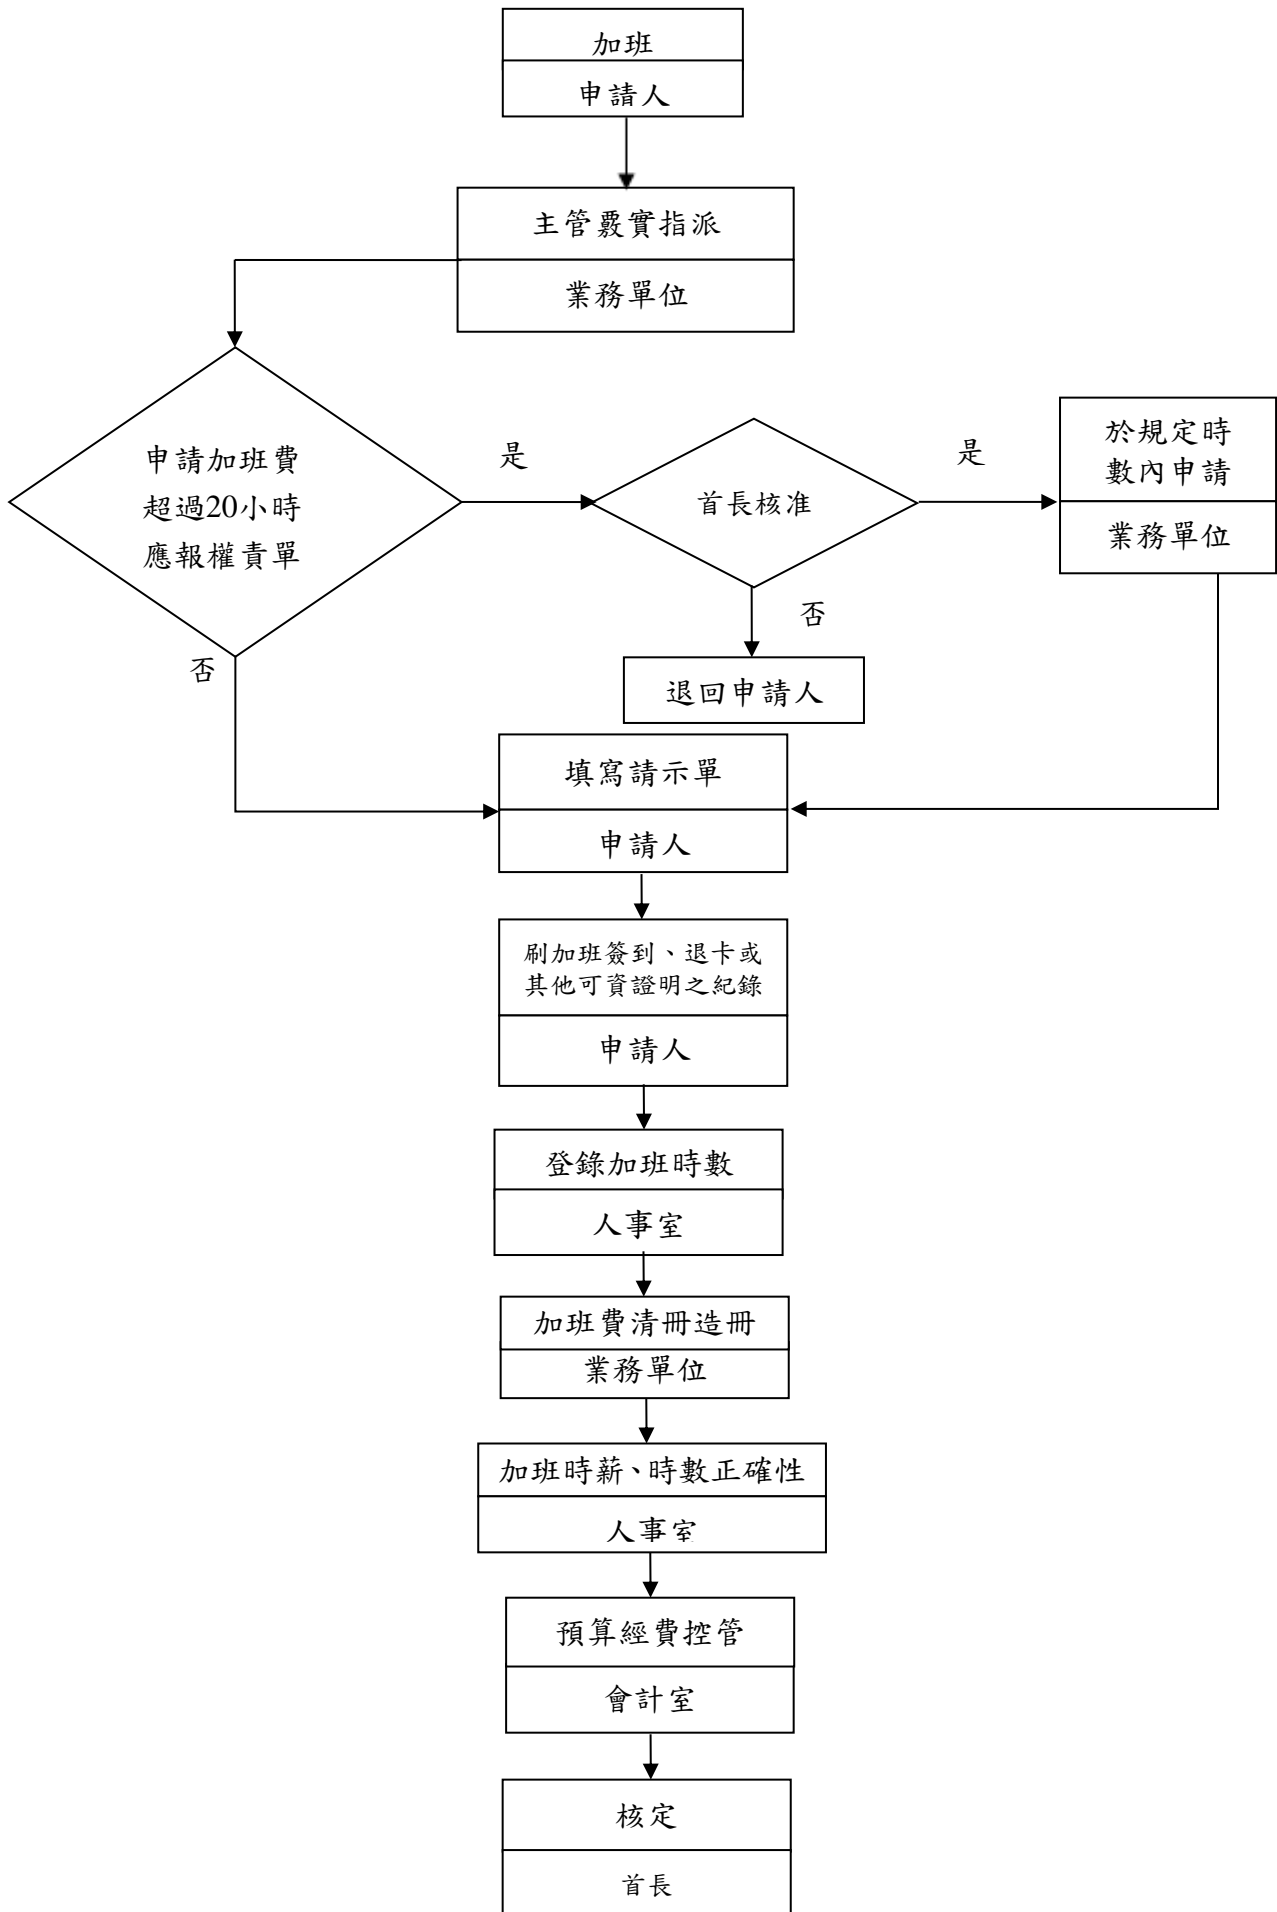 加班
申請人
主管覈實指派
業務單位
申請加班費
超過20小時
應報權責單
是
首長核准
是
於規定時
數內申請
業務單位
否
否
退回申請人
填寫請示單
申請人
刷加班簽到、退卡或
其他可資證明之紀錄
申請人
登錄加班時數
人事室
加班費清冊造冊
業務單位
加班時薪、時數正確性
人事室
預算經費控管
會計室
核定
首長